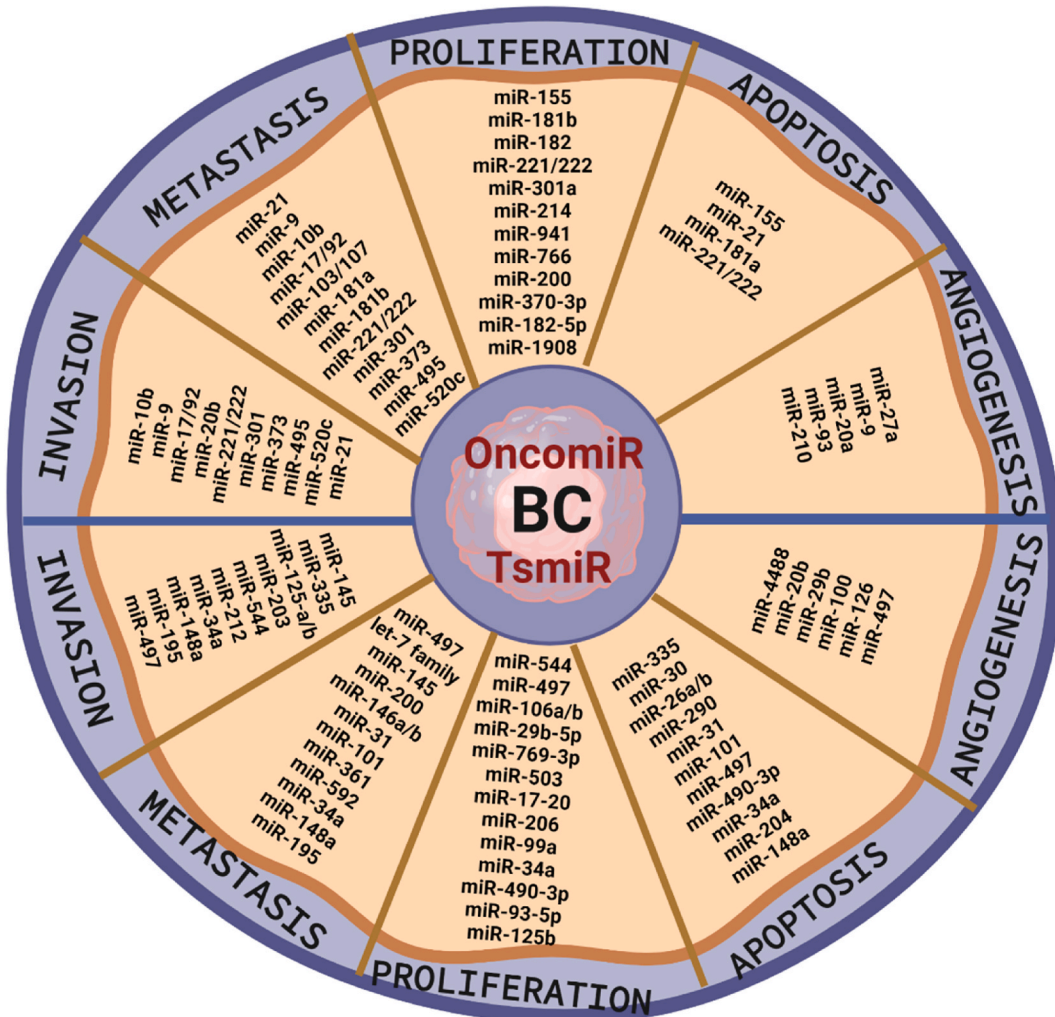 PROLIFERATION
miR-155
miR-181b
miR-182
miR-221/222
miR-301a
miR-214
miR-941
miR-766
miR-200
miR-370-3p
miR-182-5p
miR-1908
APOPTOSIS
miR-155
miR-21
miR-181a
miR-221/222
ANGIOGENESIS
miR-27a
miR-9
miR-20a
miR-93
miR-210
METASTASIS
miR-21
miR-9
miR-10b
miR-17/92
miR-103/107
miR-181a
miR-181b
miR-221/222
miR-301
miR-373
miR-495
miR-520c
INVASION
miR-10b
miR-9
miR-17/92
miR-20b
miR-221/222
miR-301
miR-373
miR-495
miR-520c
miR-21
OncomiR
BC
TsmiR
INVASION
miR-145
miR-335
miR-125-a/b
miR-203
miR-544
miR-212
miR-34a
miR-148a
miR-195
miR-497
METASTASIS
miR-497
let-7 family
miR-145
miR-200
miR-146a/b
miR-31
miR-101
miR-361
miR-592
miR-34a
miR-148a
miR-195
PROLIFERATION
miR-544
miR-497
miR-106a/b
miR-29b-5p
miR-769-3p
miR-503
miR-17-20
miR-206
miR-99a
miR-34a
miR-490-3p
miR-93-5p
miR-125b
APOPTOSIS
miR-335
miR-30
miR-26a/b
miR-290
miR-31
miR-101
miR-497
miR-490-3p
miR-34a
miR-204
miR-148a
ANGIOGENESIS
miR-4488
miR-20b
miR-29b
miR-100
miR-126
miR-497